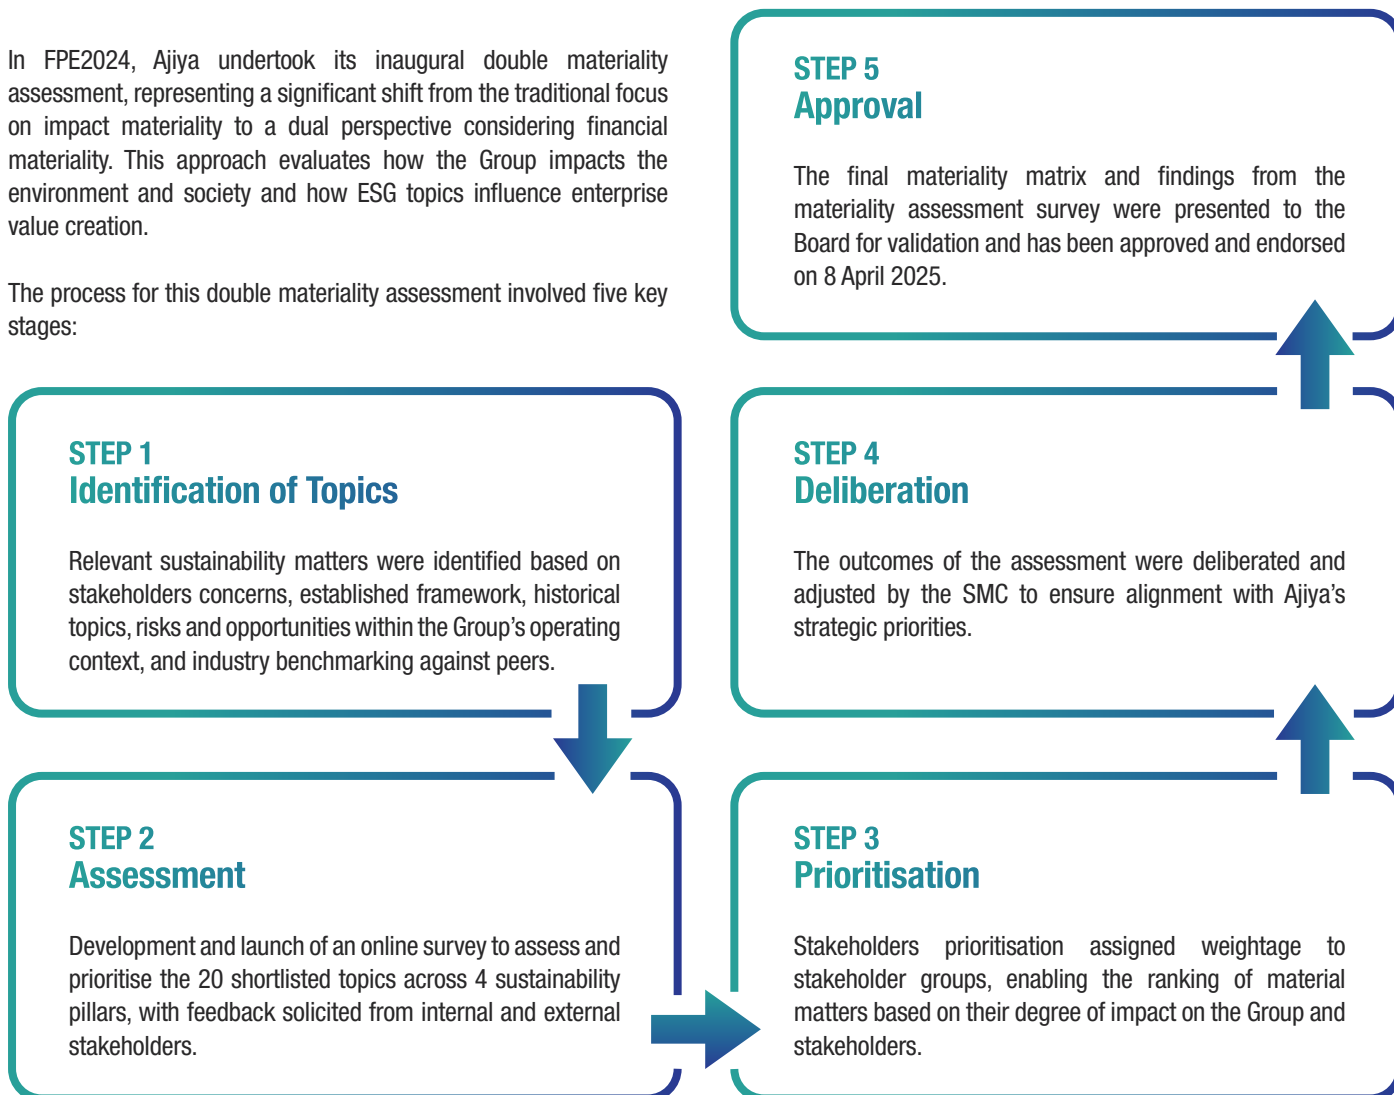 In FPE2024, Ajiya undertook its inaugural double materiality
assessment, representing a significant shift from the traditional focus
on impact materiality to a dual perspective considering financial
materiality. This approach evaluates how the Group impacts the
environment and society and how ESG topics influence enterprise
value creation.
The process for this double materiality assessment involved five key
stages:
STEP 1
Identification of Topics
Relevant sustainability matters were identified based on
stakeholders concerns, established framework, historical
topics, risks and opportunities within the Group's operating
context, and industry benchmarking against peers.
STEP 2
Assessment
Development and launch of an online survey to assess and
prioritise the 20 shortlisted topics across 4 sustainability
pillars, with feedback solicited from internal and external
stakeholders.
STEP 3
Prioritisation
Stakeholders prioritisation assigned weightage to
stakeholder groups, enabling the ranking of material
matters based on their degree of impact on the Group and
stakeholders.
STEP 4
Deliberation
The outcomes of the assessment were deliberated and
adjusted by the SMC to ensure alignment with Ajiya's
strategic priorities.
STEP 5
Approval
The final materiality matrix and findings from the
materiality assessment survey were presented to the
Board for validation and has been approved and endorsed
on 8 April 2025.